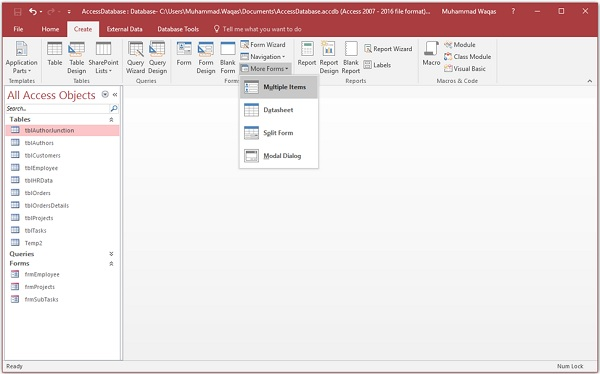 AccessDatabase : Database- C:\Users\Muhammad.Waqas\Documents\AccessDatabase.accdb (Access 2007 - 2016 file format)...
Muhammad Waqas
File Home Create External Data Database Tools Tell me what you want to do
Application Parts
Table
Table Design
SharePoint Lists
Query Wizard
Query Design
Form
Form Design
Blank Form
Form Wizard
Navigation
More Forms
Report
Report Design
Blank Report
Report Wizard
Labels
Macro
Module
Class Module
Visual Basic
Templates
Tables
Queries
Forms
Reports
Macros & Code
Multiple Items
Datasheet
Split Form
Modal Dialog
All Access Objects
Search...
Tables
tblAuthorJunction
tblAuthors
tblCustomers
tblEmployee
tblHRData
tblOrders
tblOrdersDetails
tblProjects
tblTasks
Temp2
Queries
Forms
frmEmployee
frmProjects
frmSubTasks
Ready
Num Lock